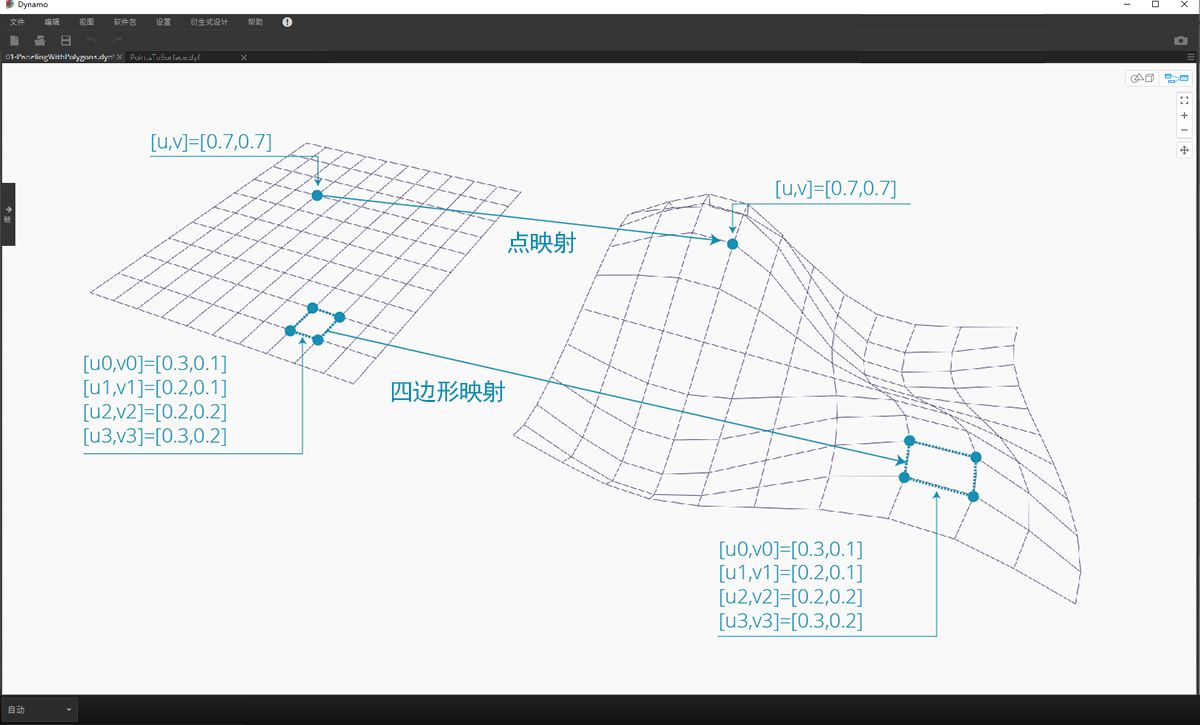 Dynamo
文件 编辑 视图 软件包 设置 衍生式设计 帮助
01-PanelingWithPolygons.dyn* PointsToSurface.dyf
[u,v]=[0.7,0.7]
[u,v]=[0.7,0.7]
点映射
[u0,v0]=[0.3,0.1]
[u1,v1]=[0.2,0.1]
[u2,v2]=[0.2,0.2]
[u3,v3]=[0.3,0.2]
四边形映射
[u0,v0]=[0.3,0.1]
[u1,v1]=[0.2,0.1]
[u2,v2]=[0.2,0.2]
[u3,v3]=[0.3,0.2]
自动